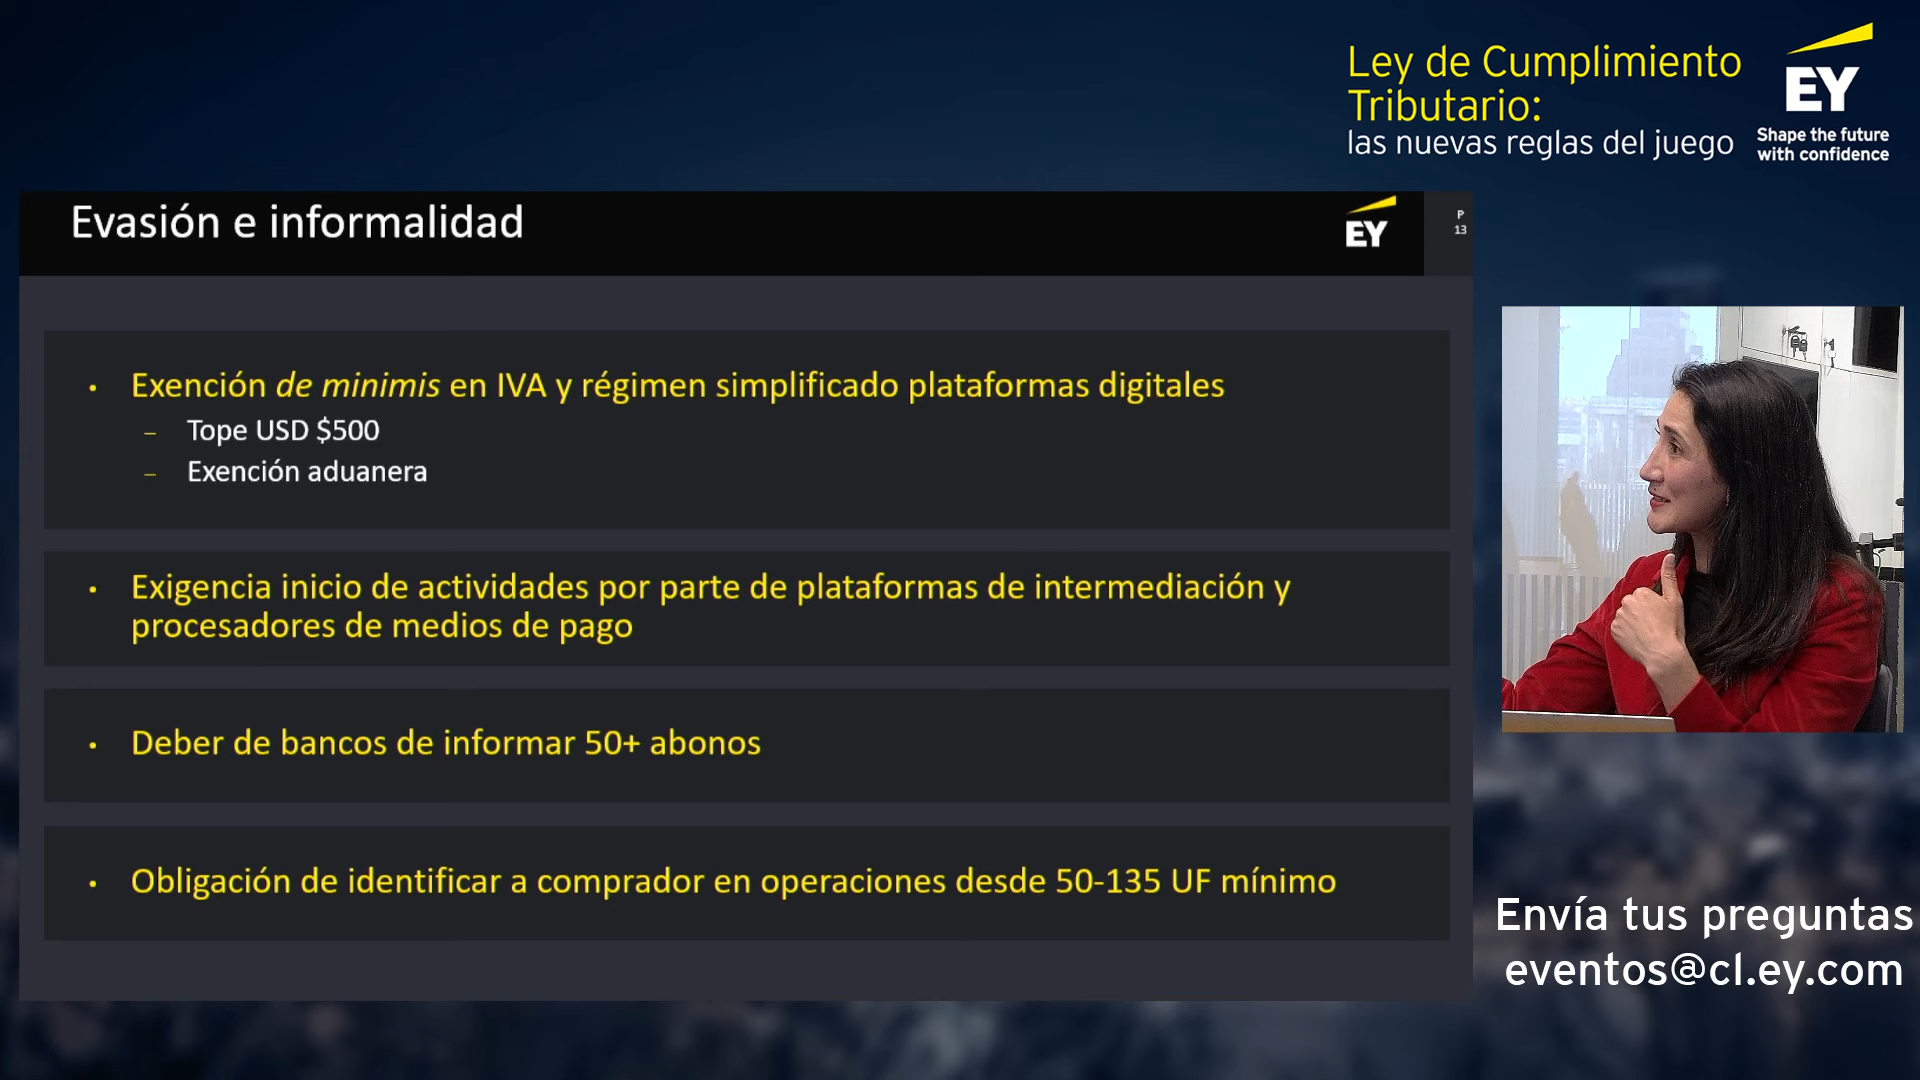 Ley de Cumplimiento
Tributario:
las nuevas reglas del juego
EY
Shape the future
with confidence
Evasión e informalidad
EY
P
13
• Exención de minimis en IVA y régimen simplificado plataformas digitales
– Tope USD $500
– Exención aduanera
• Exigencia inicio de actividades por parte de plataformas de intermediación y
procesadores de medios de pago
• Deber de bancos de informar 50+ abonos
• Obligación de identificar a comprador en operaciones desde 50-135 UF mínimo
Envía tus preguntas
eventos@cl.ey.com